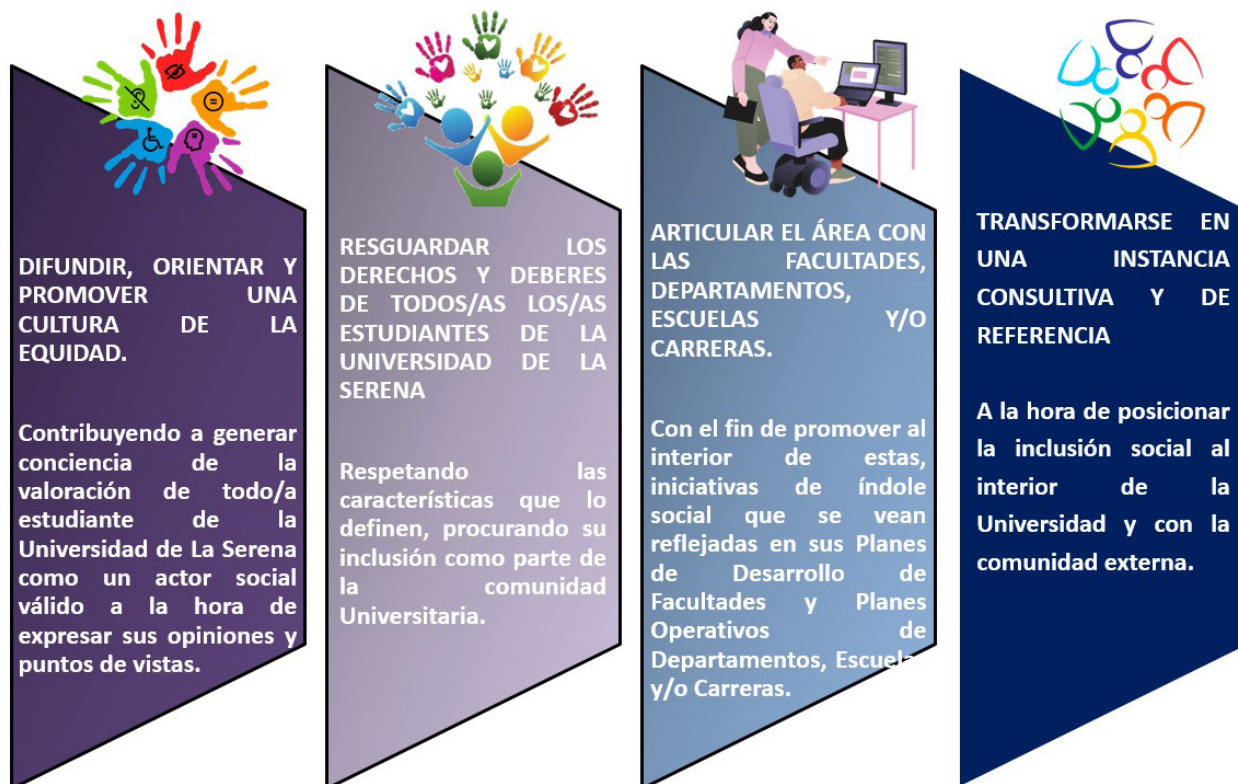 DIFUNDIR, ORIENTAR Y
PROMOVER UNA
CULTURA DE LA
EQUIDAD.
Contribuyendo a generar
conciencia de la
valoración de todo/a
estudiante de la
Universidad de La Serena
como un actor social
válido a la hora de
expresar sus opiniones y
puntos de vistas.
RESGUARDAR LOS
DERECHOS Y DEBERES
DE TODOS/AS LOS/AS
ESTUDIANTES DE LA
UNIVERSIDAD DE LA
SERENA
Respetando las
características que lo
definen, procurando su
inclusión como parte de
la comunidad
Universitaria.
ARTICULAR EL ÁREA CON
LAS FACULTADES,
DEPARTAMENTOS,
ESCUELAS Y/O
CARRERAS.
Con el fin de promover al
interior de estas,
iniciativas de índole
social que se vean
reflejadas en sus Planes
de Desarrollo de
Facultades y Planes
Operativos de
Departamentos, Escuelas
y/o Carreras.
TRANSFORMARSE EN
UNA INSTANCIA
CONSULTIVA Y DE
REFERENCIA
A la hora de posicionar
la inclusión social al
interior de la
Universidad y con la
comunidad externa.